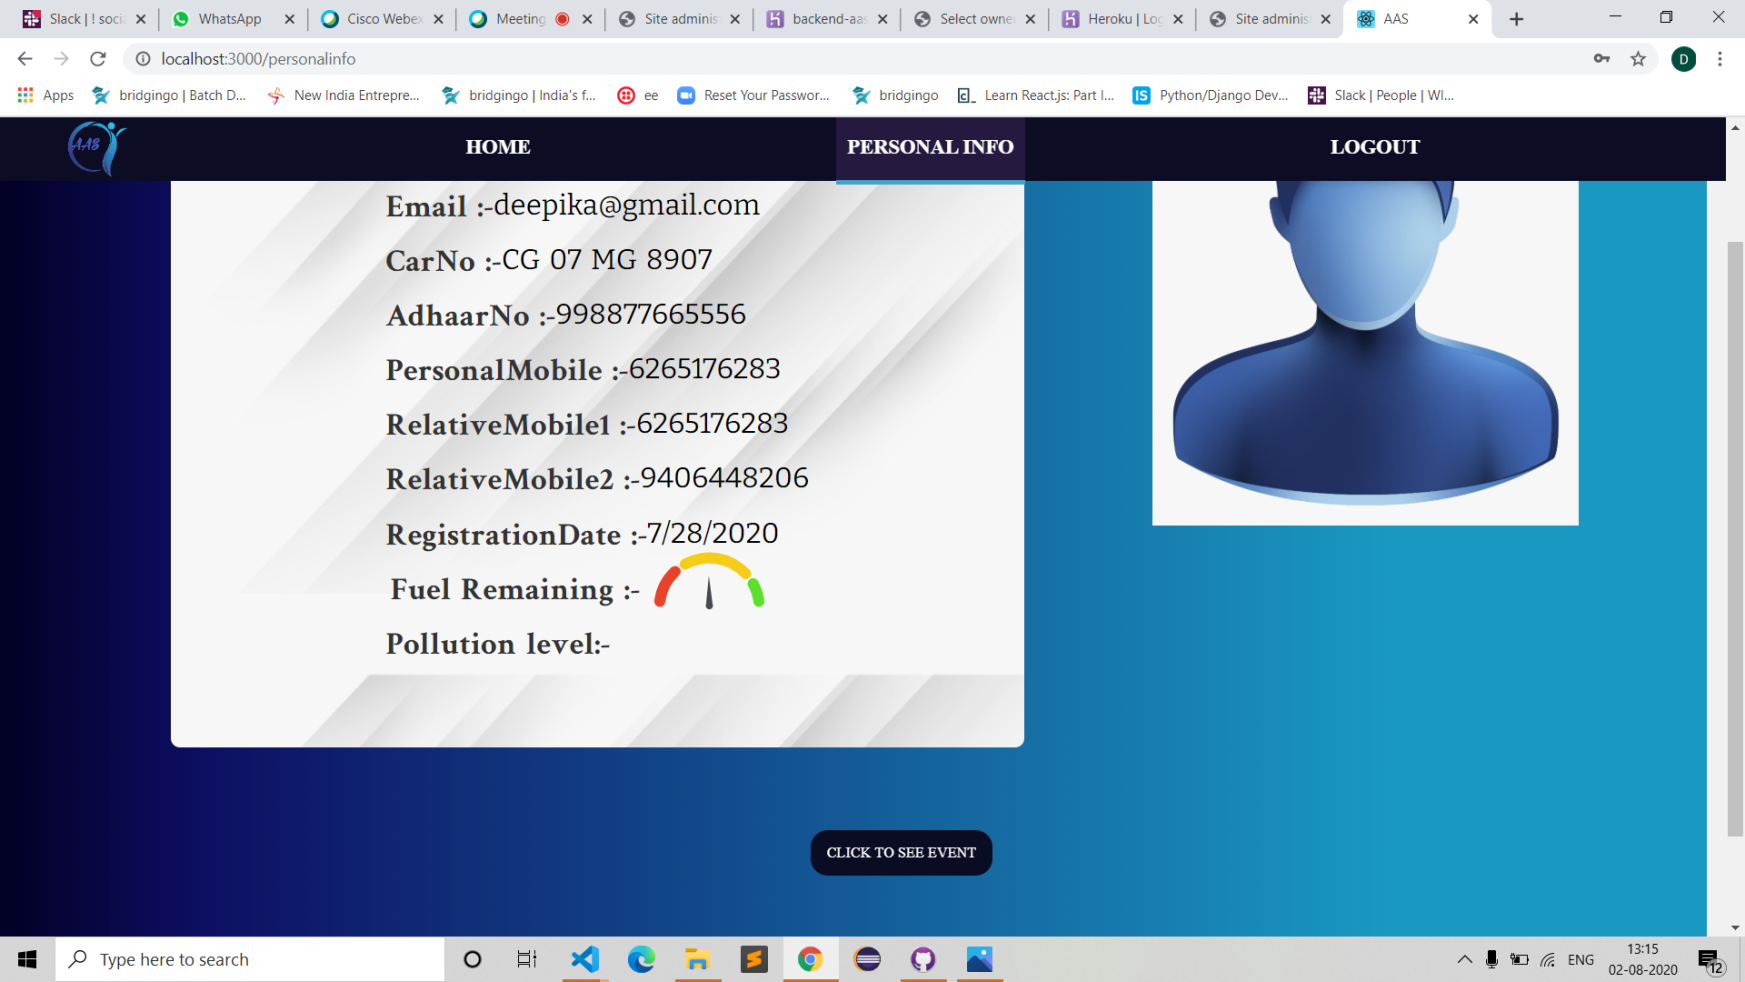 Slack | ! soci
WhatsApp
Cisco Webex
Meeting
Site adminis
backend-aas
Select owne
Heroku | Log
Site adminis
AAS
localhost:3000/personalinfo
D
Apps
bridgingo | Batch D...
New India Entrepre...
bridgingo | India's f...
ee
Reset Your Passwor...
bridgingo
Learn React.js: Part I...
Python/Django Dev...
Slack | People | WI...
AAS
HOME
PERSONAL INFO
LOGOUT
Email :-deepika@gmail.com
CarNo :-CG 07 MG 8907
AdhaarNo :-998877665556
PersonalMobile :-6265176283
RelativeMobile1 :-6265176283
RelativeMobile2 :-9406448206
RegistrationDate :-7/28/2020
Fuel Remaining :-
Pollution level:-
CLICK TO SEE EVENT
Type here to search
ENG
13:15
02-08-2020
12